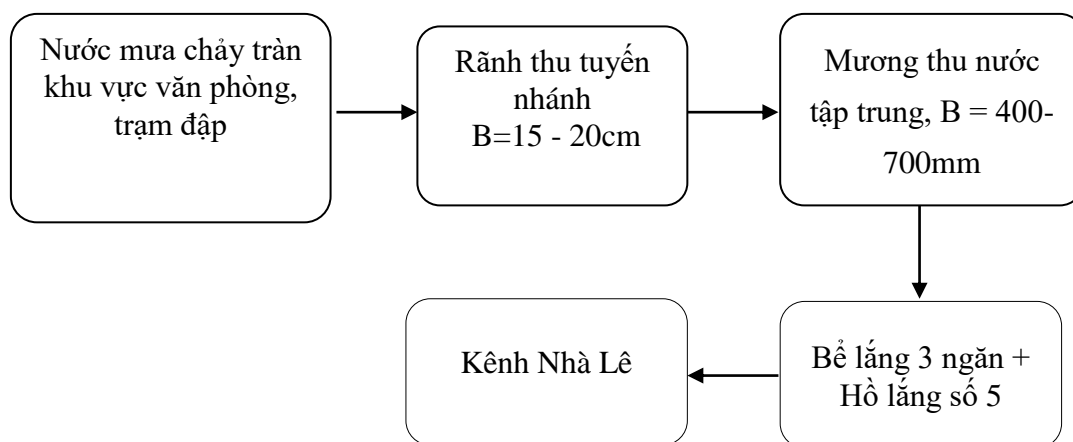 Nước mưa chảy tràn
khu vực văn phòng,
trạm đập
Rãnh thu tuyến
nhánh
B=15 - 20cm
Mương thu nước
tập trung, B = 400-
700mm
Bể lắng 3 ngăn +
Hồ lắng số 5
Kênh Nhà Lê